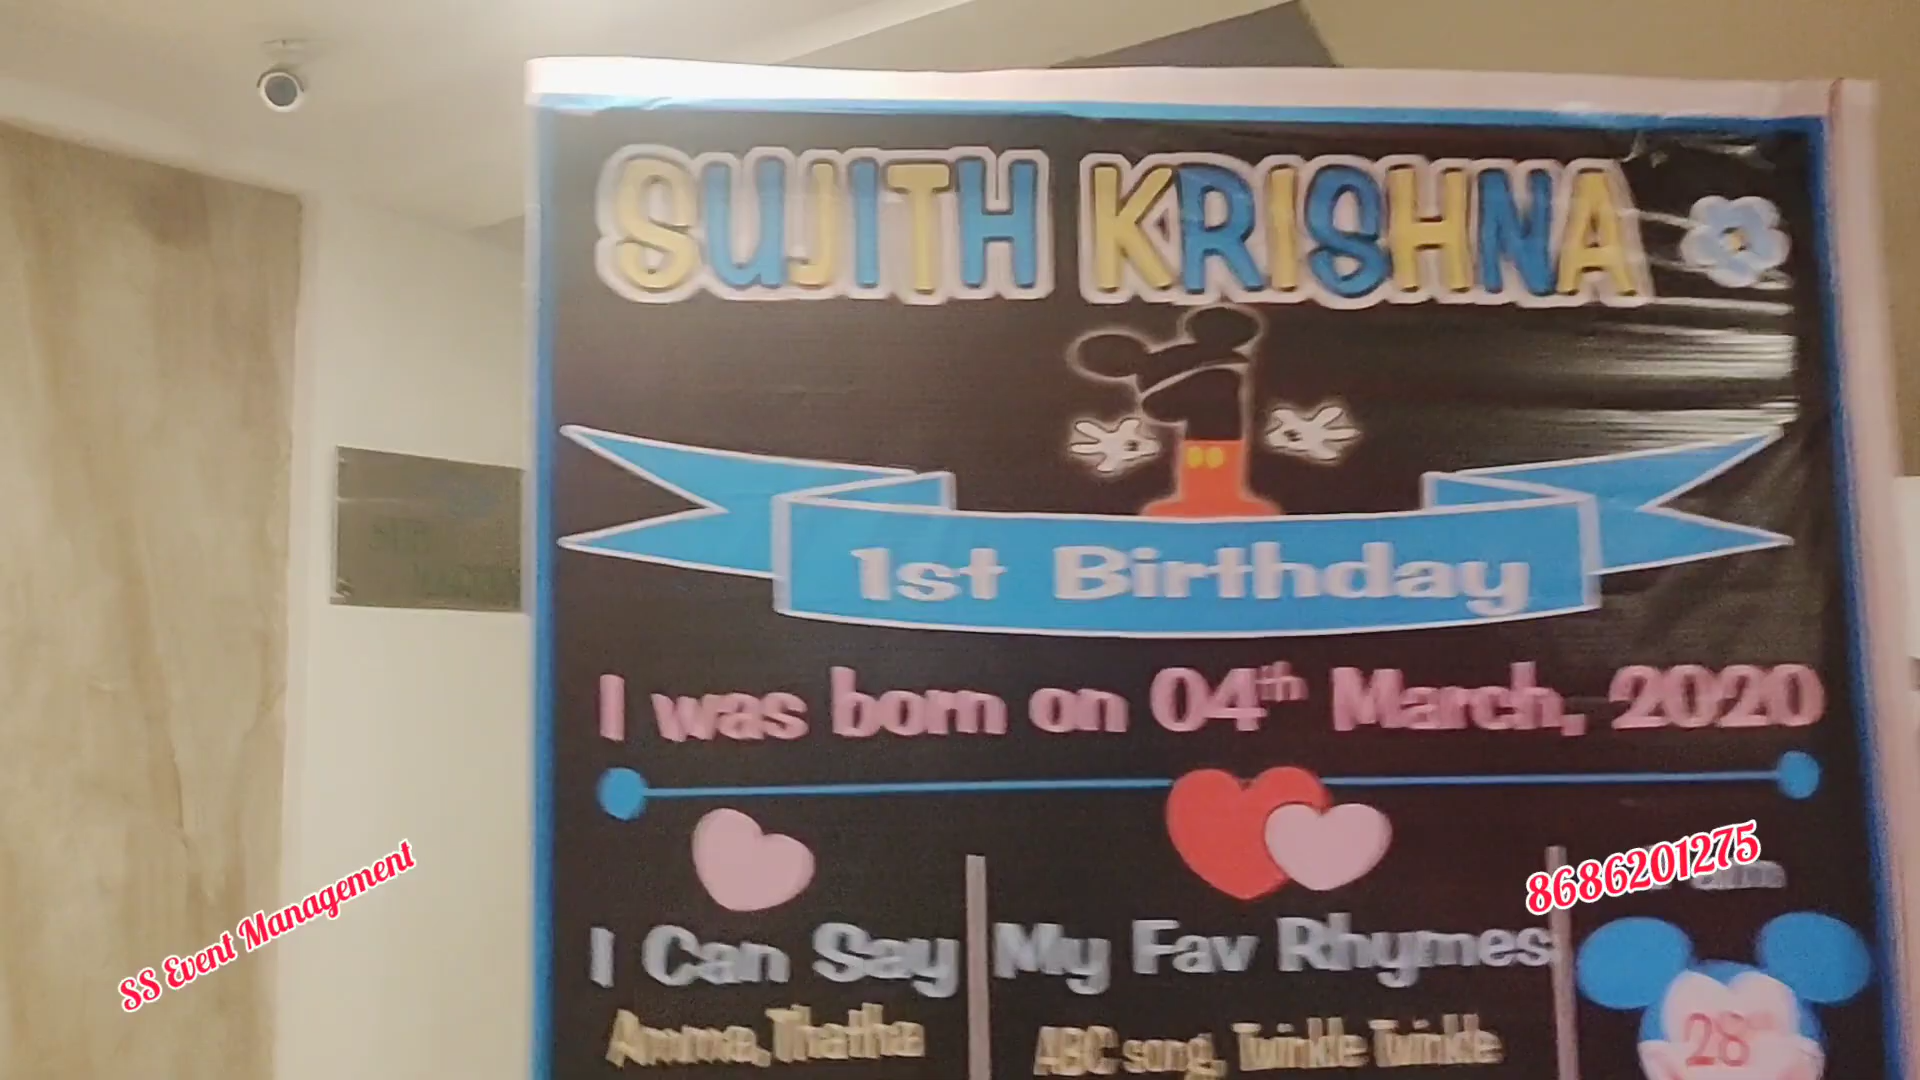 SUJITH KRISHNA
1st Birthday
I was born on 04th March, 2020
8686201275
I Can Say
My Fav Rhymes
Amma, Thatha
ABC song, Twinkle Twinkle
28
SS Event Management